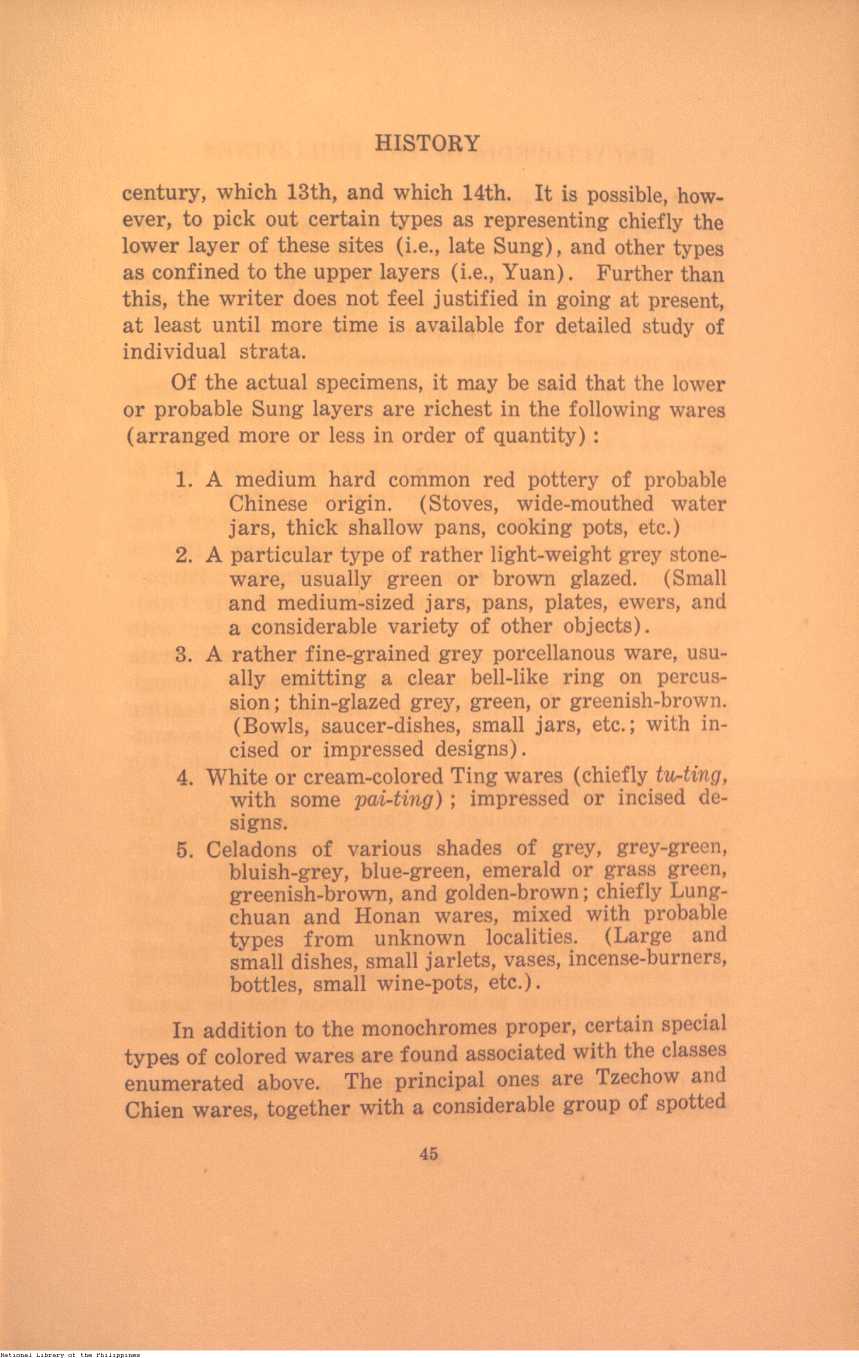 HISTORY
century, which 13th, and which 14th. It is possible, how-
ever, to pick out certain types as representing chiefly the
lower layer of these sites (i.e., late Sung), and other types
as confined to the upper layers (i.e., Yuan). Further than
this, the writer does not feel justified in going at present,
at least until more time is available for detailed study of
individual strata.
Of the actual specimens, it may be said that the lower
or probable Sung layers are richest in the following wares
(arranged more or less in order of quantity) :
1. A medium hard common red pottery of probable
Chinese origin. (Stoves, wide-mouthed water
jars, thick shallow pans, cooking pots, etc.)
2. A particular type of rather light-weight grey stone-
ware, usually green or brown glazed. (Small
and medium-sized jars, pans, plates, ewers, and
a considerable variety of other objects).
3. A rather fine-grained grey porcellanous ware, usu-
ally emitting a clear bell-like ring on percus-
sion; thin-glazed grey, green, or greenish-brown.
(Bowls, saucer-dishes, small jars, etc.; with in-
cised or impressed designs).
4. White or cream-colored Ting wares (chiefly tu-ting,
with some pai-ting) ; impressed or incised de-
signs.
5. Celadons of various shades of grey, grey-green,
bluish-grey, blue-green, emerald or grass green,
greenish-brown, and golden-brown; chiefly Lung-
chuan and Honan wares, mixed with probable
types from unknown localities. (Large and
small dishes, small jarlets, vases, incense-burners,
bottles, small wine-pots, etc.).
In addition to the monochromes proper, certain special
types of colored wares are found associated with the classes
enumerated above. The principal ones are Tzechow and
Chien wares, together with a considerable group of spotted
45
National Library of the Philippines